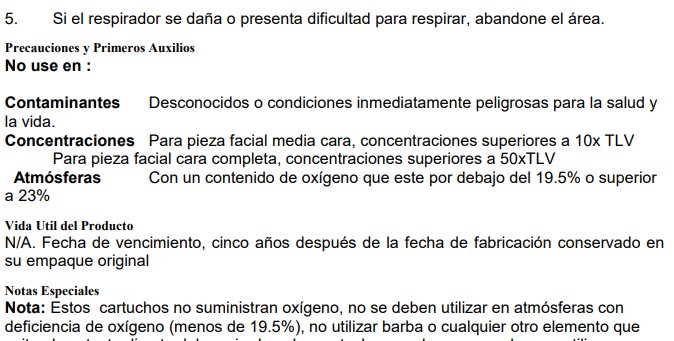 5. Si el respirador se daña o presenta dificultad para respirar, abandone el área.
Precauciones y Primeros Auxilios
No use en :
Contaminantes Desconocidos o condiciones inmediatamente peligrosas para la salud y
la vida.
Concentraciones Para pieza facial media cara, concentraciones superiores a 10x TLV
Para pieza facial cara completa, concentraciones superiores a 50xTLV
Atmósferas Con un contenido de oxígeno que este por debajo del 19.5% o superior
a 23%
Vida Util del Producto
N/A. Fecha de vencimiento, cinco años después de la fecha de fabricación conservado en
su empaque original
Notas Especiales
Nota: Estos cartuchos no suministran oxígeno, no se deben utilizar en atmósferas con
deficiencia de oxígeno (menos de 19.5%), no utilizar barba o cualquier otro elemento que